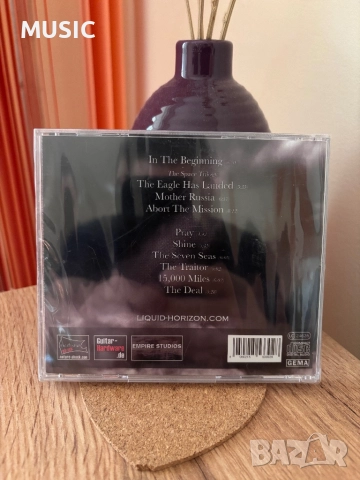 MUSIC
In The Beginning
The Space Trilogy
The Eagle Has Landed
Mother Russia
Abort The Mission
Pray
Shine
The Seven Seas
The Traitor
15,000 Miles
The Deal
LIQUID-HORIZON.COM
Guitar-
Hardware.
de
EMPIRE STUDIOS
GEMA
BAZAR